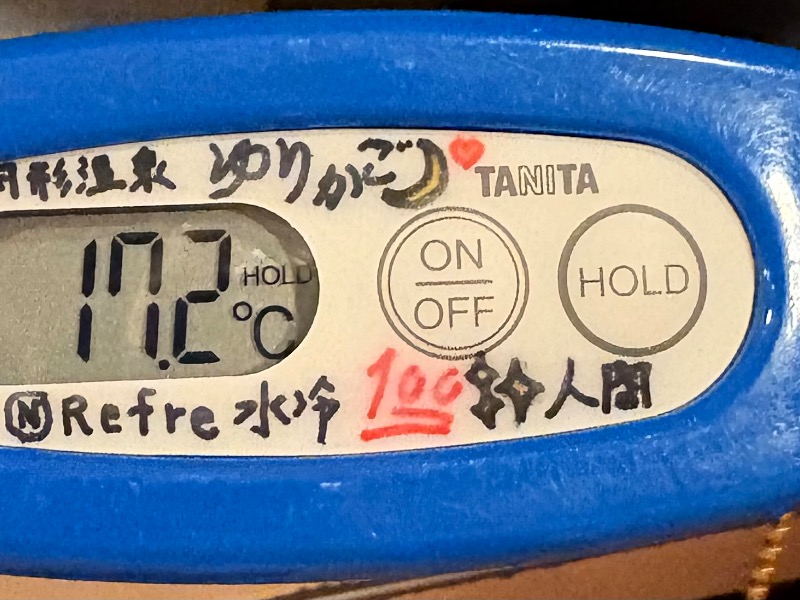 月形温泉 ゆりかご🌙❤ TANITA
17.2 HOLD °C
ON
OFF
HOLD
Ⓝ Refre 水冷 100 人間